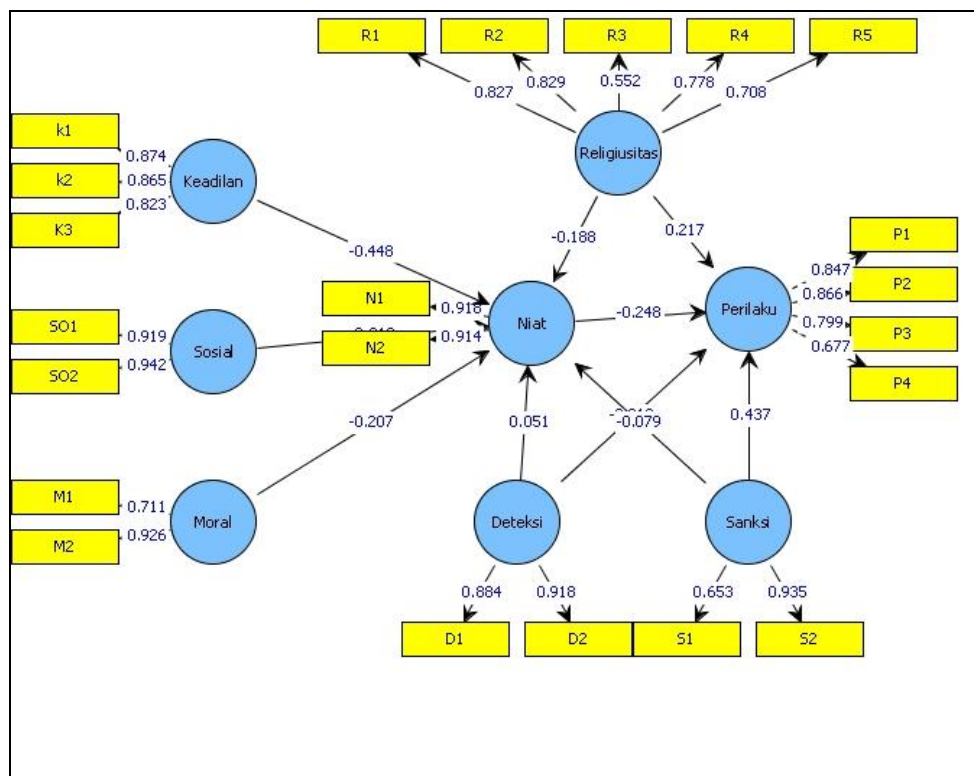 R1
R2
R3
R4
R5
0.827
0.829
0.552
0.778
0.708
Religiusitas
k1
k2
K3
0.874
0.865
0.823
Keadilan
-0.448
-0.188
0.217
SO1
SO2
0.919
0.942
Sosial
N1
N2
0.918
0.914
Niat
-0.248
Perilaku
P1
P2
P3
P4
0.847
0.866
0.799
0.677
M1
M2
0.711
0.926
Moral
-0.207
0.051
-0.079
0.437
Deteksi
Sanksi
0.884
0.918
0.653
0.935
D1
D2
S1
S2